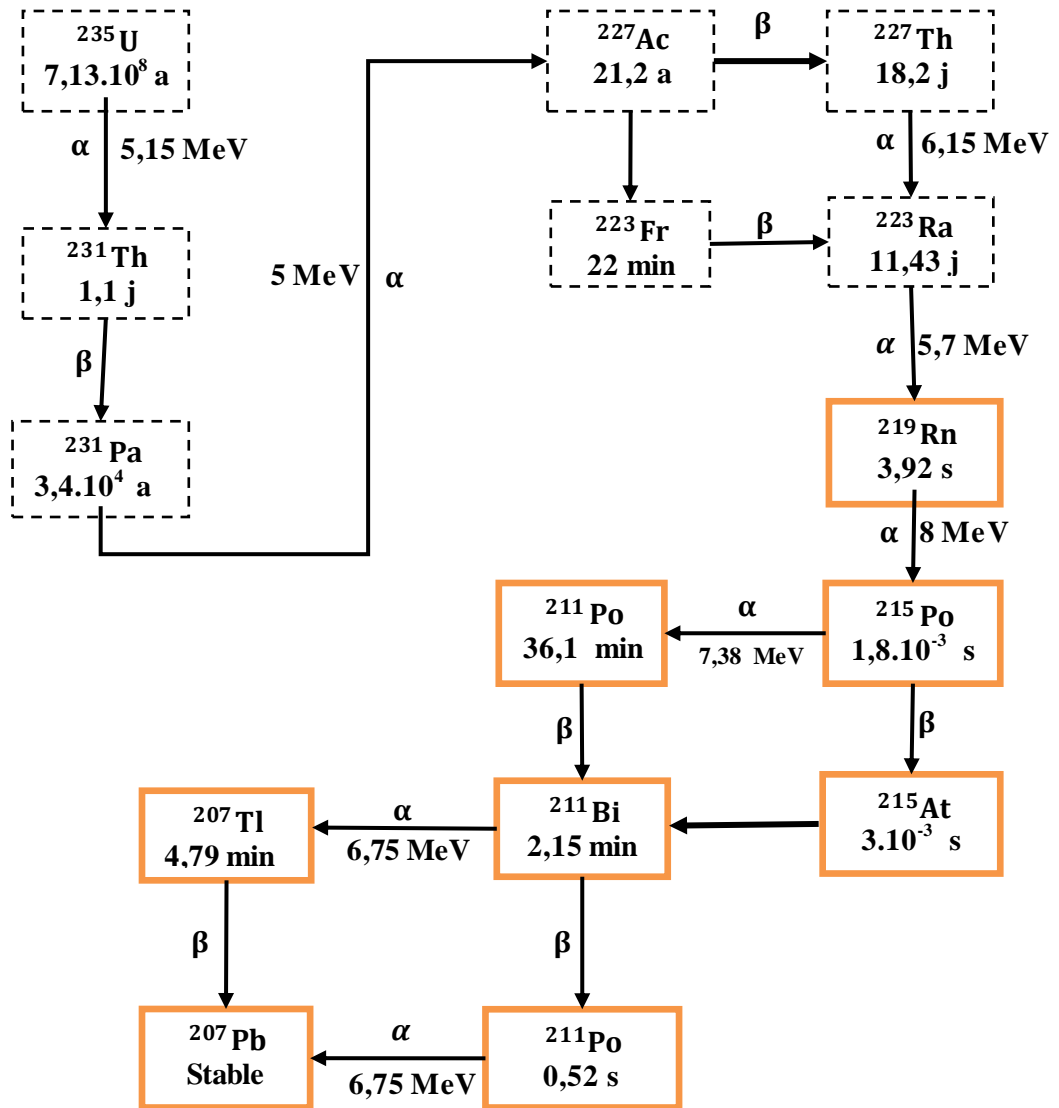 ²³⁵U
7,13.10⁸ a
α 5,15 MeV
²³¹Th
1,1 j
β
²³¹Pa
3,4.10⁴ a
5 MeV α
²²⁷Ac
21,2 a
β
²²⁷Th
18,2 j
α 6,15 MeV
²²³Fr
22 min
β
²²³Ra
11,43 j
α 5,7 MeV
²¹⁹Rn
3,92 s
α 8 MeV
²¹⁵Po
1,8.10⁻³ s
α
7,38 MeV
²¹¹Po
36,1 min
β
β
²¹⁵At
3.10⁻³ s
²¹¹Bi
2,15 min
α
6,75 MeV
²⁰⁷Tl
4,79 min
β
β
²¹¹Po
0,52 s
α
6,75 MeV
²⁰⁷Pb
Stable